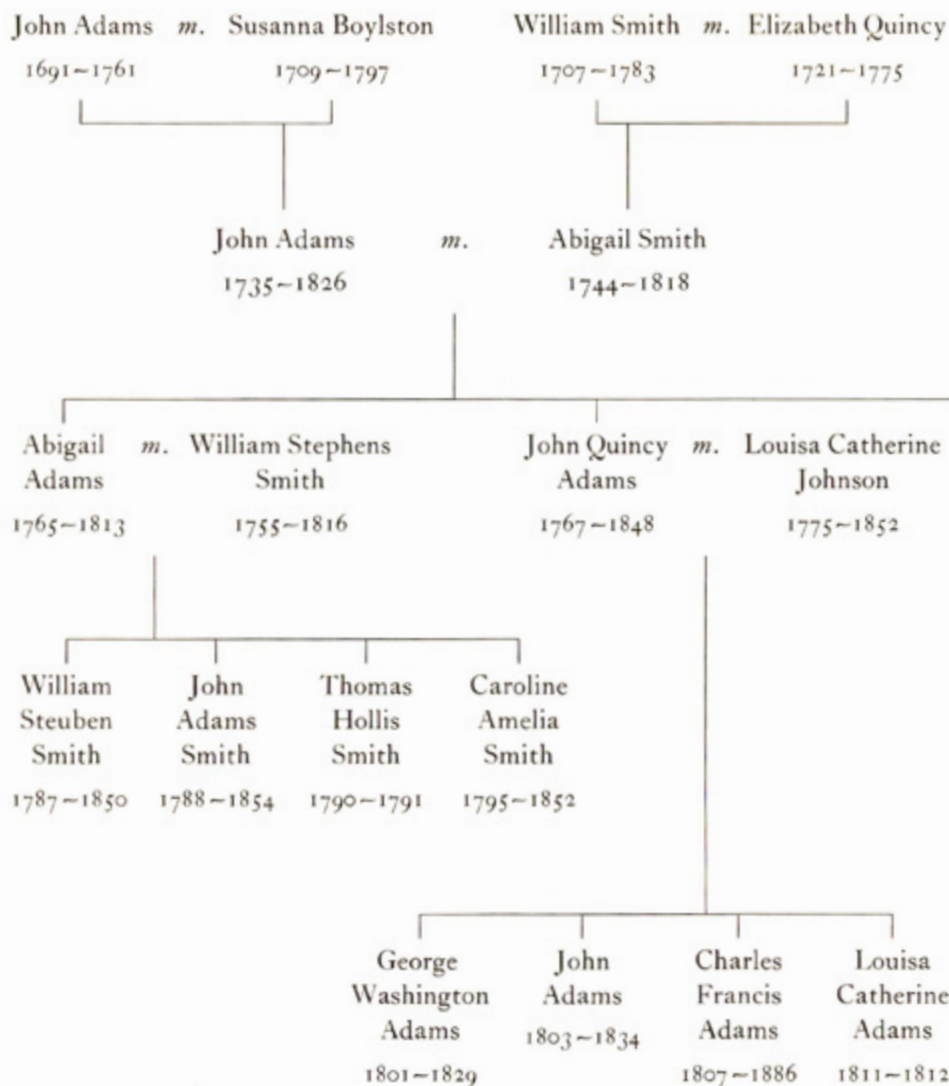 John Adams m. Susanna Boylston William Smith m. Elizabeth Quincy
1691–1761 1709–1797 1707–1783 1721–1775
John Adams m. Abigail Smith
1735–1826 1744–1818
Abigail m. William Stephens John Quincy m. Louisa Catherine
Adams Smith Adams Johnson
1765–1813 1755–1816 1767–1848 1775–1852
William John Thomas Caroline
Steuben Adams Hollis Amelia
Smith Smith Smith Smith
1787–1850 1788–1854 1790–1791 1795–1852
George John Charles Louisa
Washington Adams Francis Catherine
Adams 1803–1834 Adams Adams
1801–1829 1807–1886 1811–1812